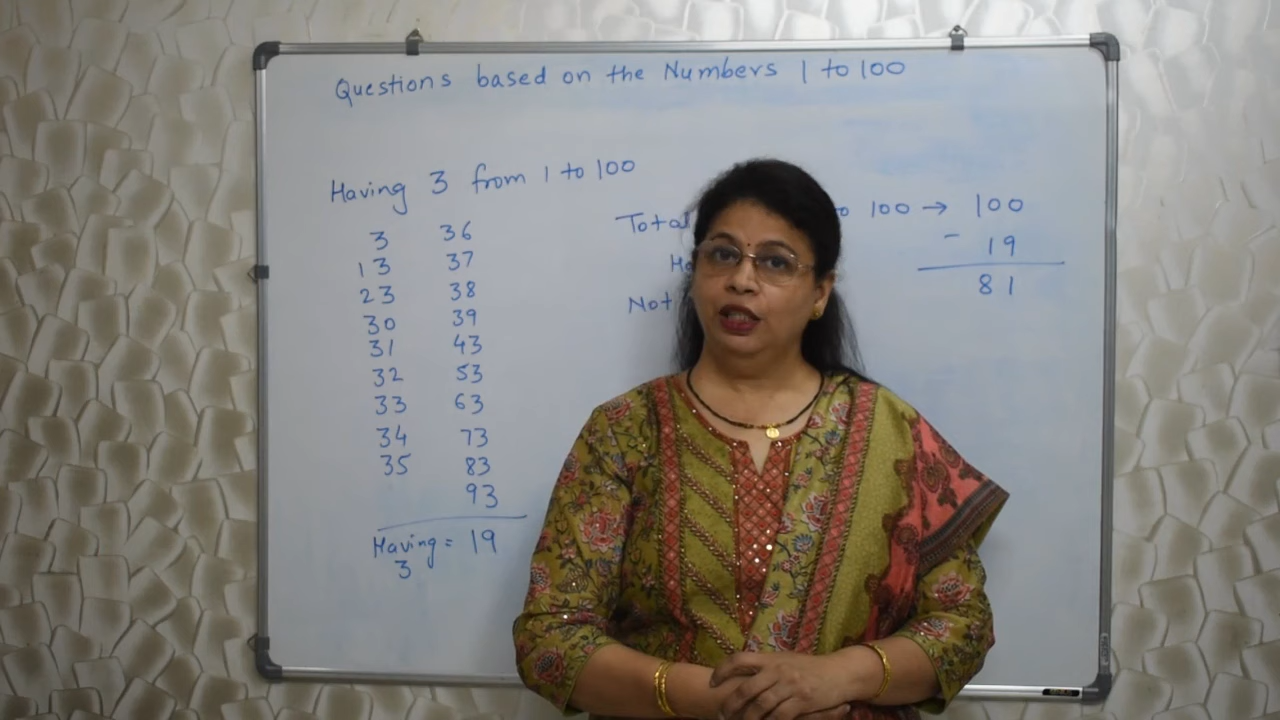 Questions based on the Numbers 1 to 100
Having 3 from 1 to 100
3 36
13 37
23 38
30 39
31 43
32 53
33 63
34 73
35 83
93
Having = 19
3
Total 100 → 100
- 19
Not 81